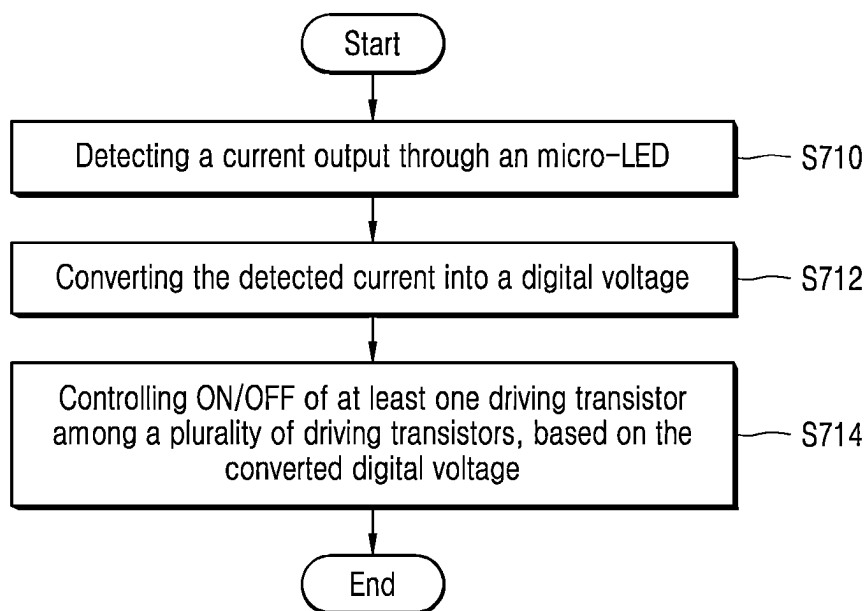 Start
Detecting a current output through an micro-LED
S710
Converting the detected current into a digital voltage
S712
Controlling ON/OFF of at least one driving transistor
among a plurality of driving transistors, based on the
converted digital voltage
S714
End